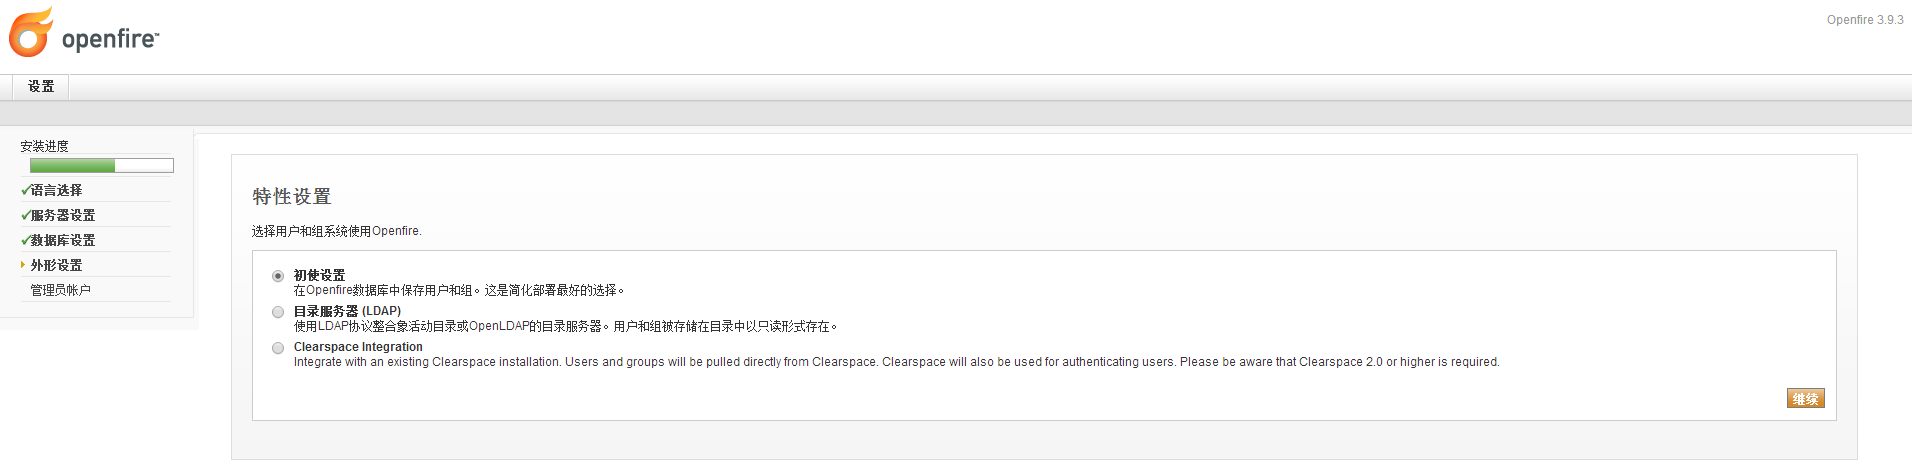 openfire™
Openfire 3.9.3
设置
安装进度
语言选择
服务器设置
数据库设置
外形设置
管理员帐户
特性设置
选择用户和组系统使用Openfire.
初使设置
在Openfire数据库中保存用户和组。这是简化部署最好的选择。
目录服务器 (LDAP)
使用LDAP协议整合象活动目录或OpenLDAP的目录服务器。用户和组被存储在目录中以只读形式存在。
Clearspace Integration
Integrate with an existing Clearspace installation. Users and groups will be pulled directly from Clearspace. Clearspace will also be used for authenticating users. Please be aware that Clearspace 2.0 or higher is required.
继续